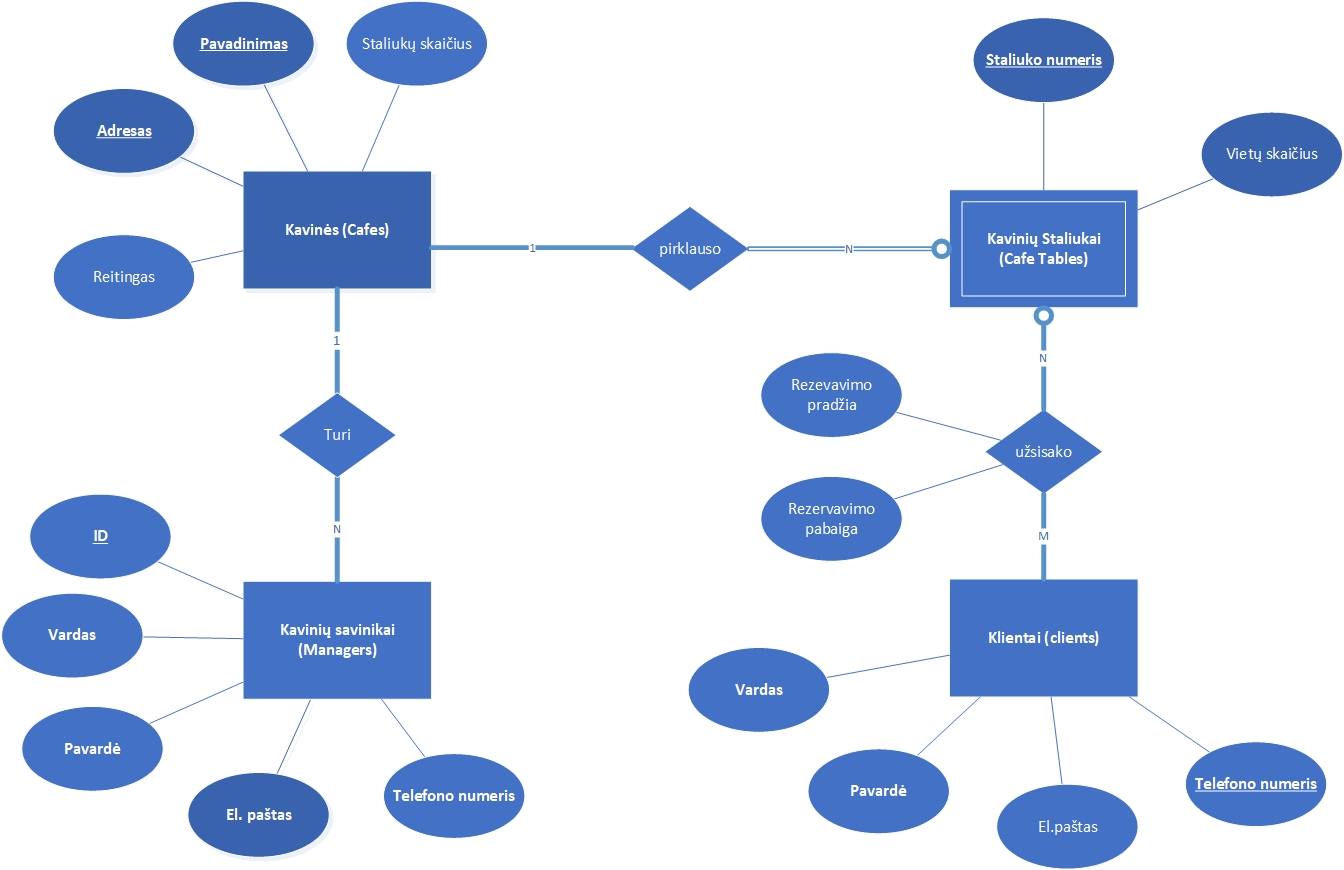 Pavadinimas
Staliukų skaičius
Adresas
Reitingas
Kavinės (Cafes)
1
pirklauso
N
Staliuko numeris
Vietų skaičius
Kavinių Staliukai
(Cafe Tables)
1
Turi
N
N
Rezevavimo
pradžia
užsisako
Rezervavimo
pabaiga
M
ID
Vardas
Pavardė
Kavinių savinikai
(Managers)
El. paštas
Telefono numeris
Klientai (clients)
Vardas
Pavardė
El.paštas
Telefono numeris